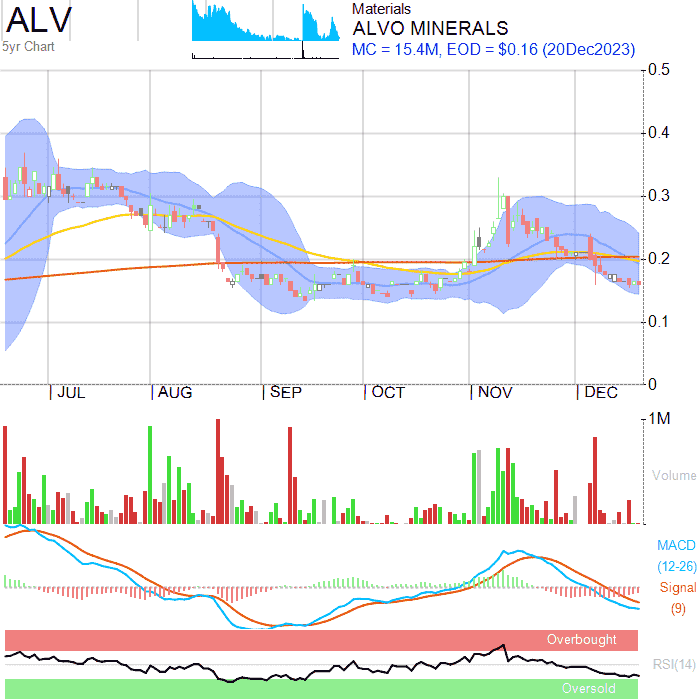 ALV
5yr Chart
Materials
ALVO MINERALS
MC = 15.4M, EOD = $0.16 (20Dec2023)
0.5
0.4
0.3
0.2
0.1
0
JUL AUG SEP OCT NOV DEC
1M
Volume
MACD
(12-26)
Signal
(9)
Overbought
RSI(14)
Oversold